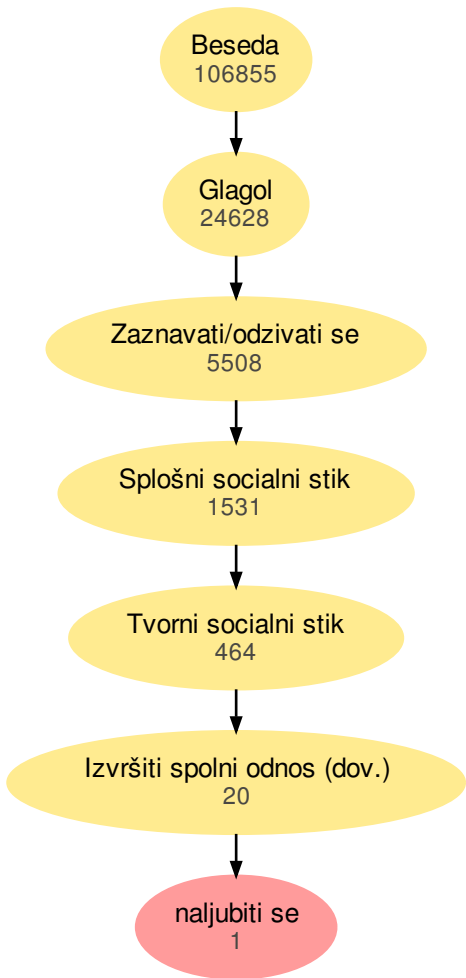 Beseda
106855
Glagol
24628
Zaznavati/odzivati se
5508
Splošni socialni stik
1531
Tvorni socialni stik
464
Izvršiti spolni odnos (dov.)
20
naljubiti se
1